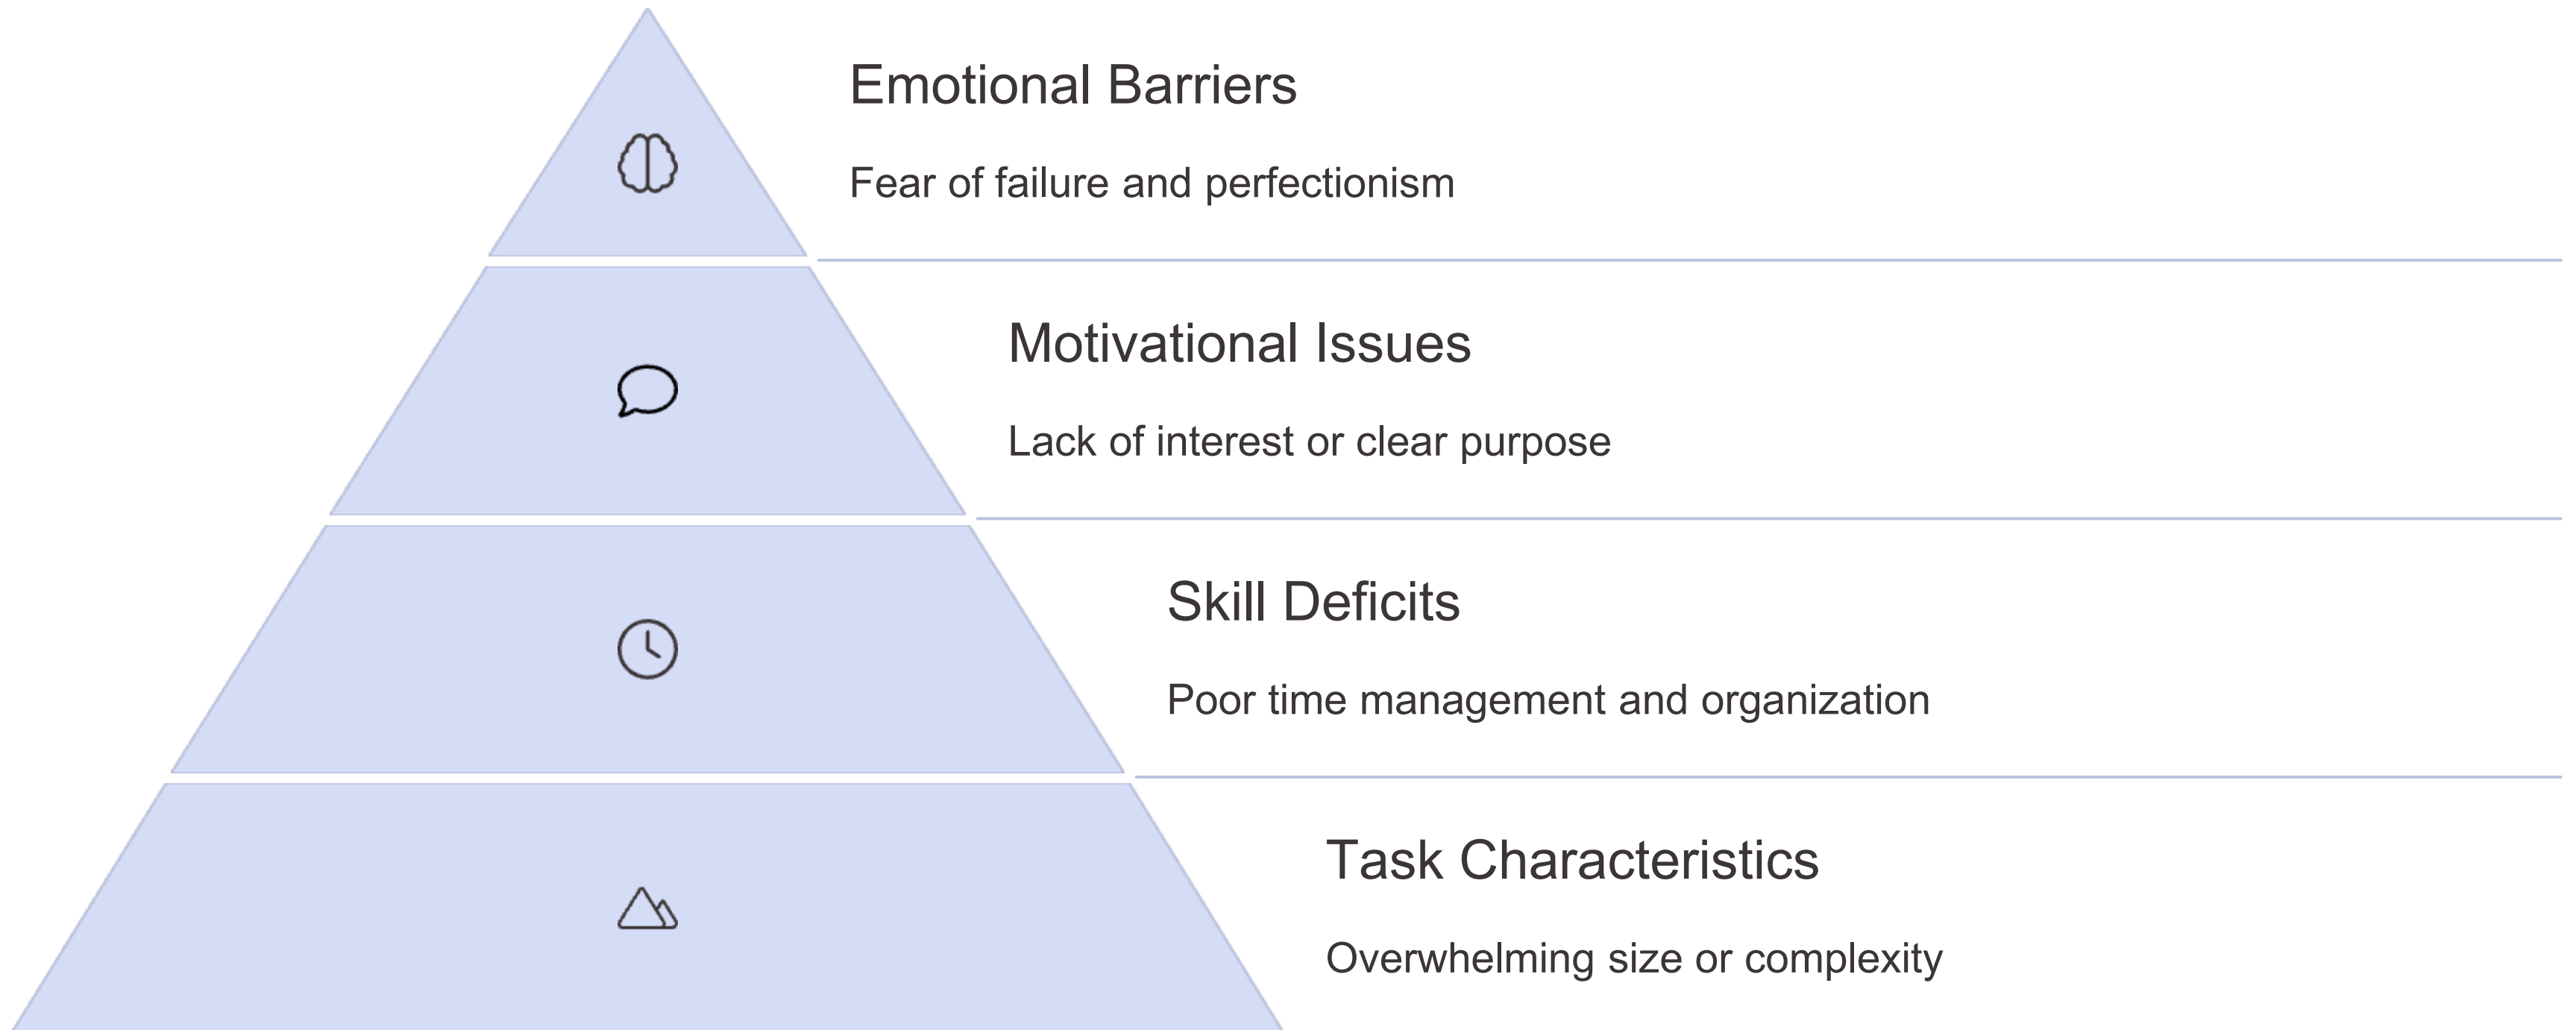 Emotional Barriers
Fear of failure and perfectionism
Motivational Issues
Lack of interest or clear purpose
Skill Deficits
Poor time management and organization
Task Characteristics
Overwhelming size or complexity